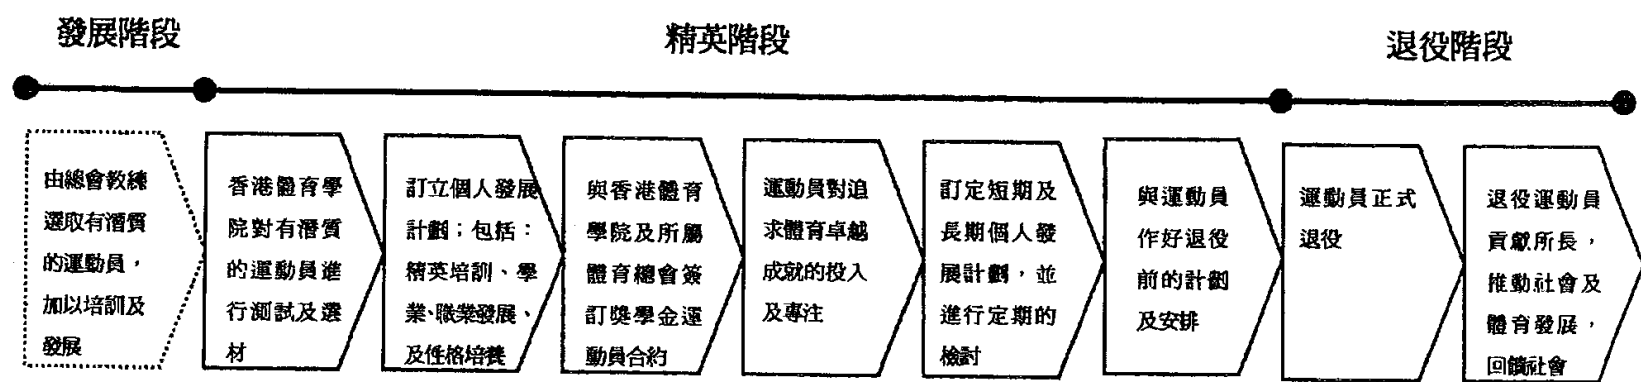 發展階段
精英階段
退役階段
由總會教練
選取有潛質
的運動員，
加以培訓及
發展
香港體育學
院對有潛質
的運動員進
行測試及選
材
訂立個人發展
計劃；包括：
精英培訓、學
業、職業發展、
及性格培養
與香港體育
學院及所屬
體育總會簽
訂獎學金運
動員合約
運動員對追
求體育卓越
成就的投入
及專注
訂定短期及
長期個人發
展計劃，並
進行定期的
檢討
與運動員
作好退役
前的計劃
及安排
運動員正式
退役
退役運動員
貢獻所長，
推動社會及
體育發展，
回饋社會